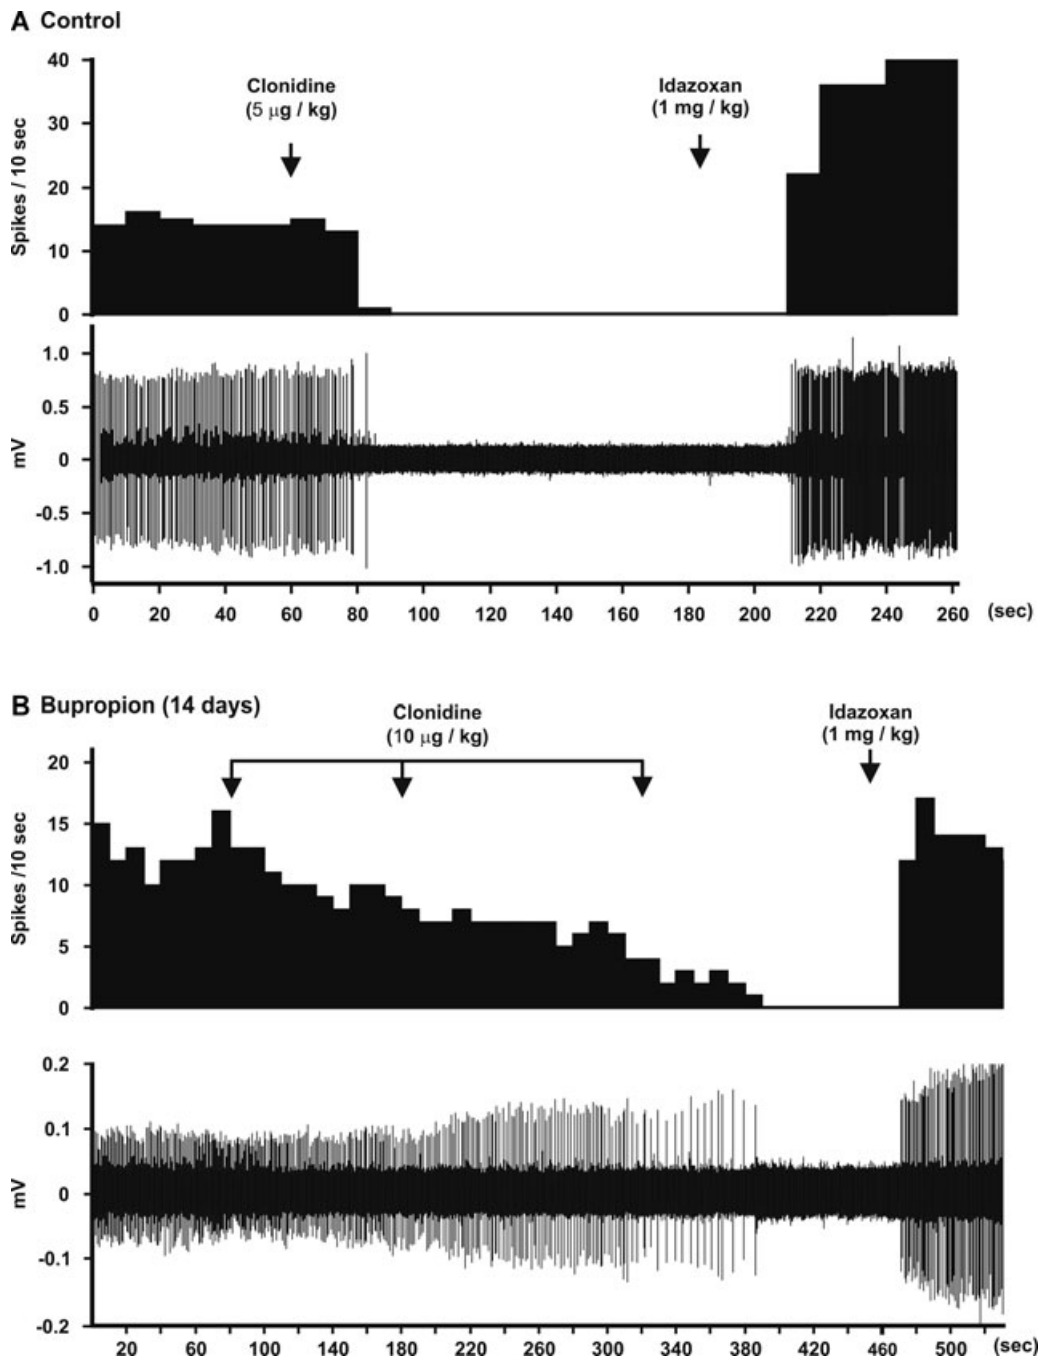 A Control
Spikes / 10 sec
40
30
20
10
0
Clonidine
(5 µg / kg)
Idazoxan
(1 mg / kg)
mV
1.0
0.5
0
-0.5
-1.0
0 20 40 60 80 100 120 140 160 180 200 220 240 260 (sec)
B Bupropion (14 days)
Spikes /10 sec
20
15
10
5
0
Clonidine
(10 µg / kg)
Idazoxan
(1 mg / kg)
mV
0.2
0.1
0
-0.1
-0.2
20 60 100 140 180 220 260 300 340 380 420 460 500 (sec)